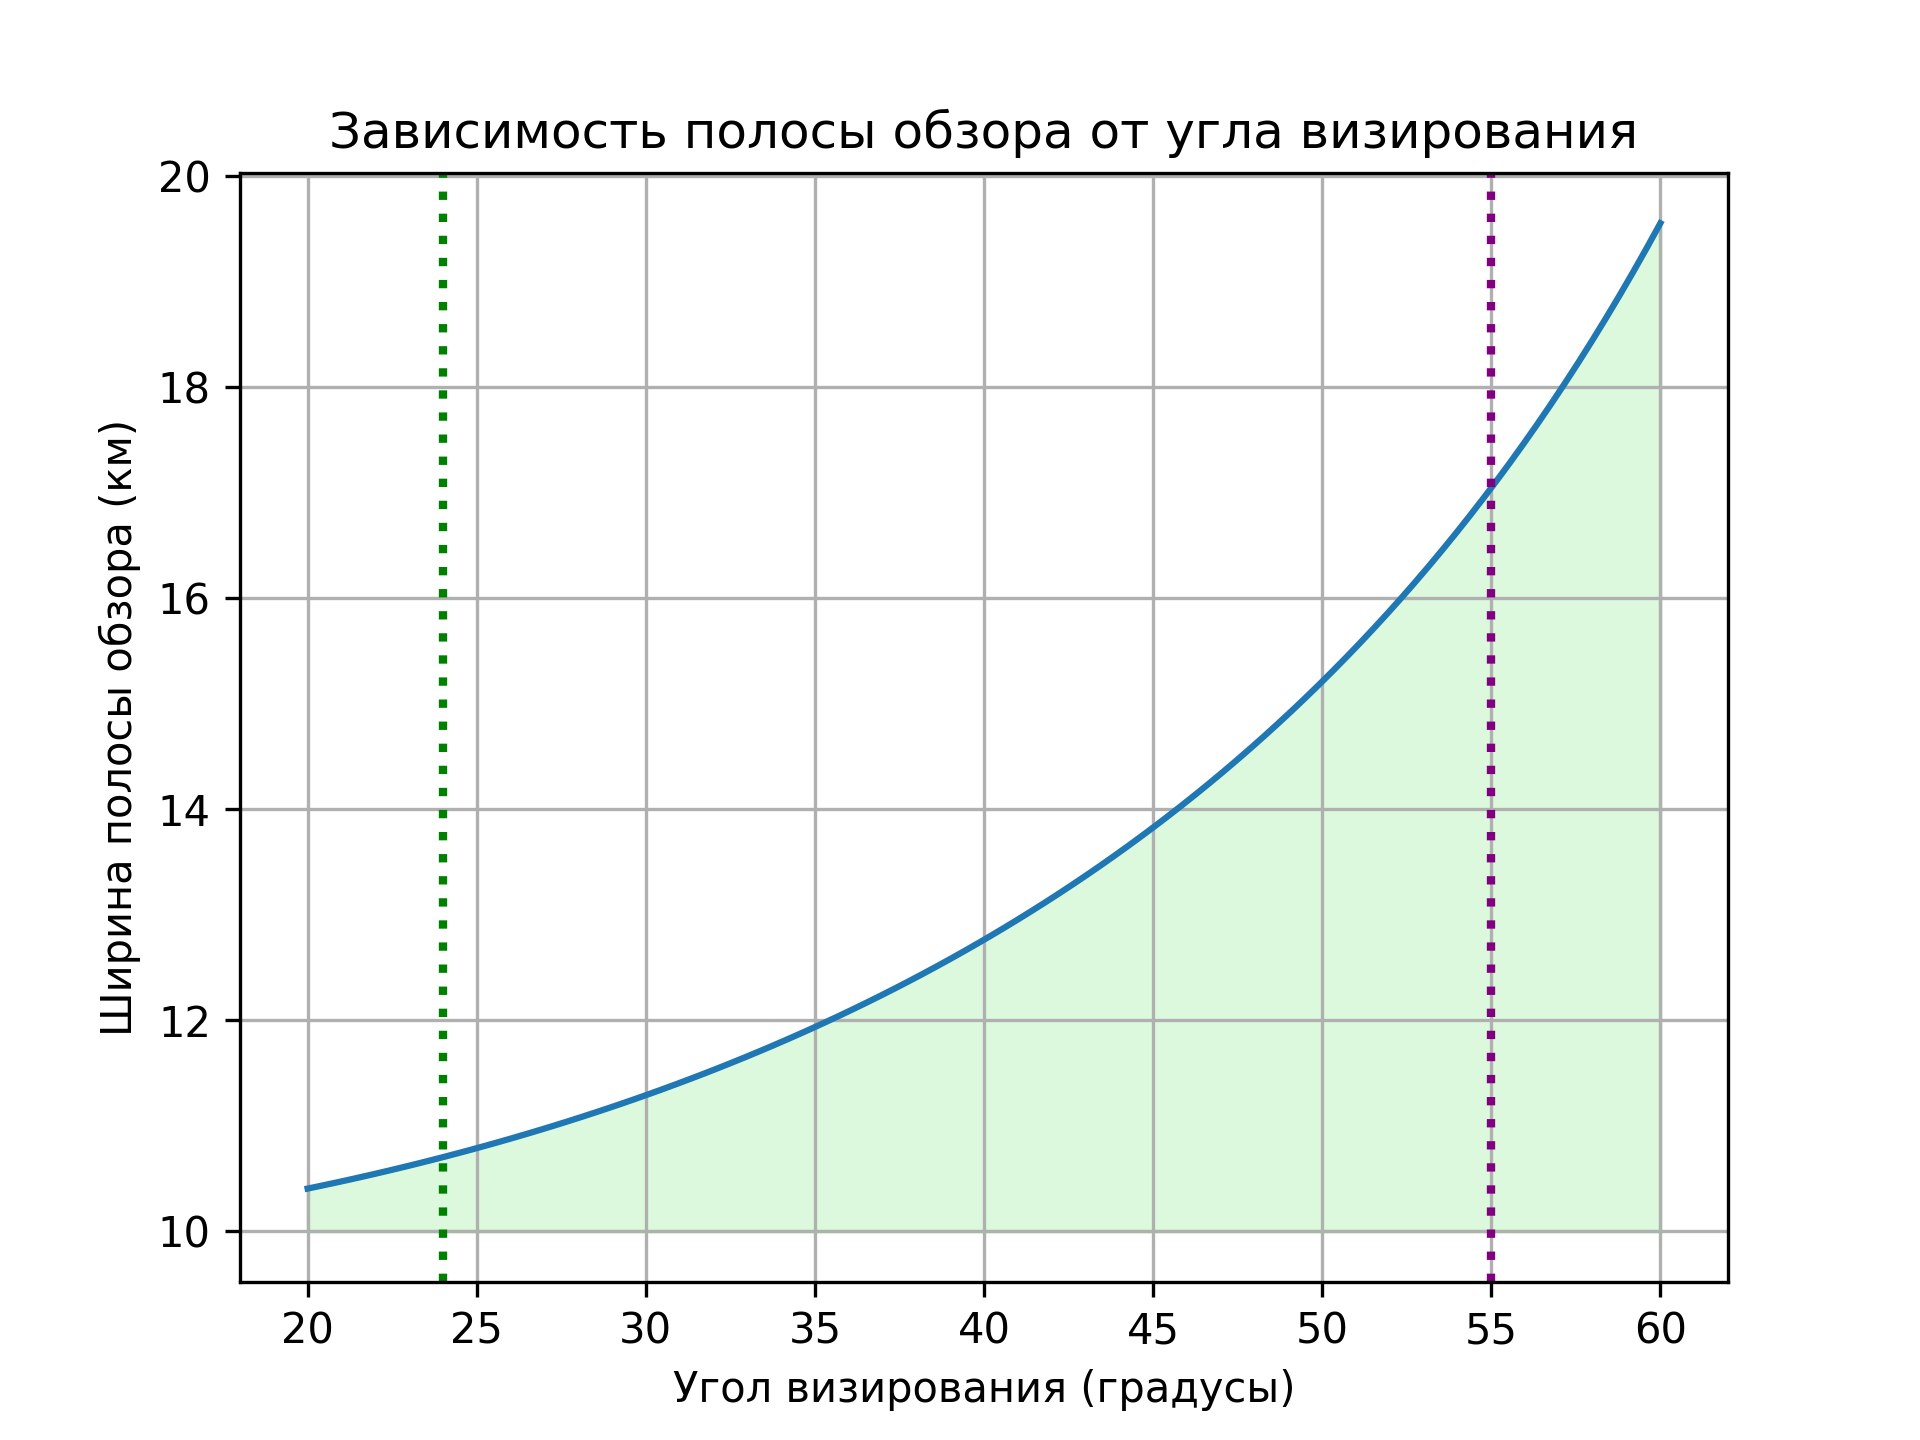 Зависимость полосы обзора от угла визирования
Ширина полосы обзора (км)
20
18
16
14
12
10
20 25 30 35 40 45 50 55 60
Угол визирования (градусы)